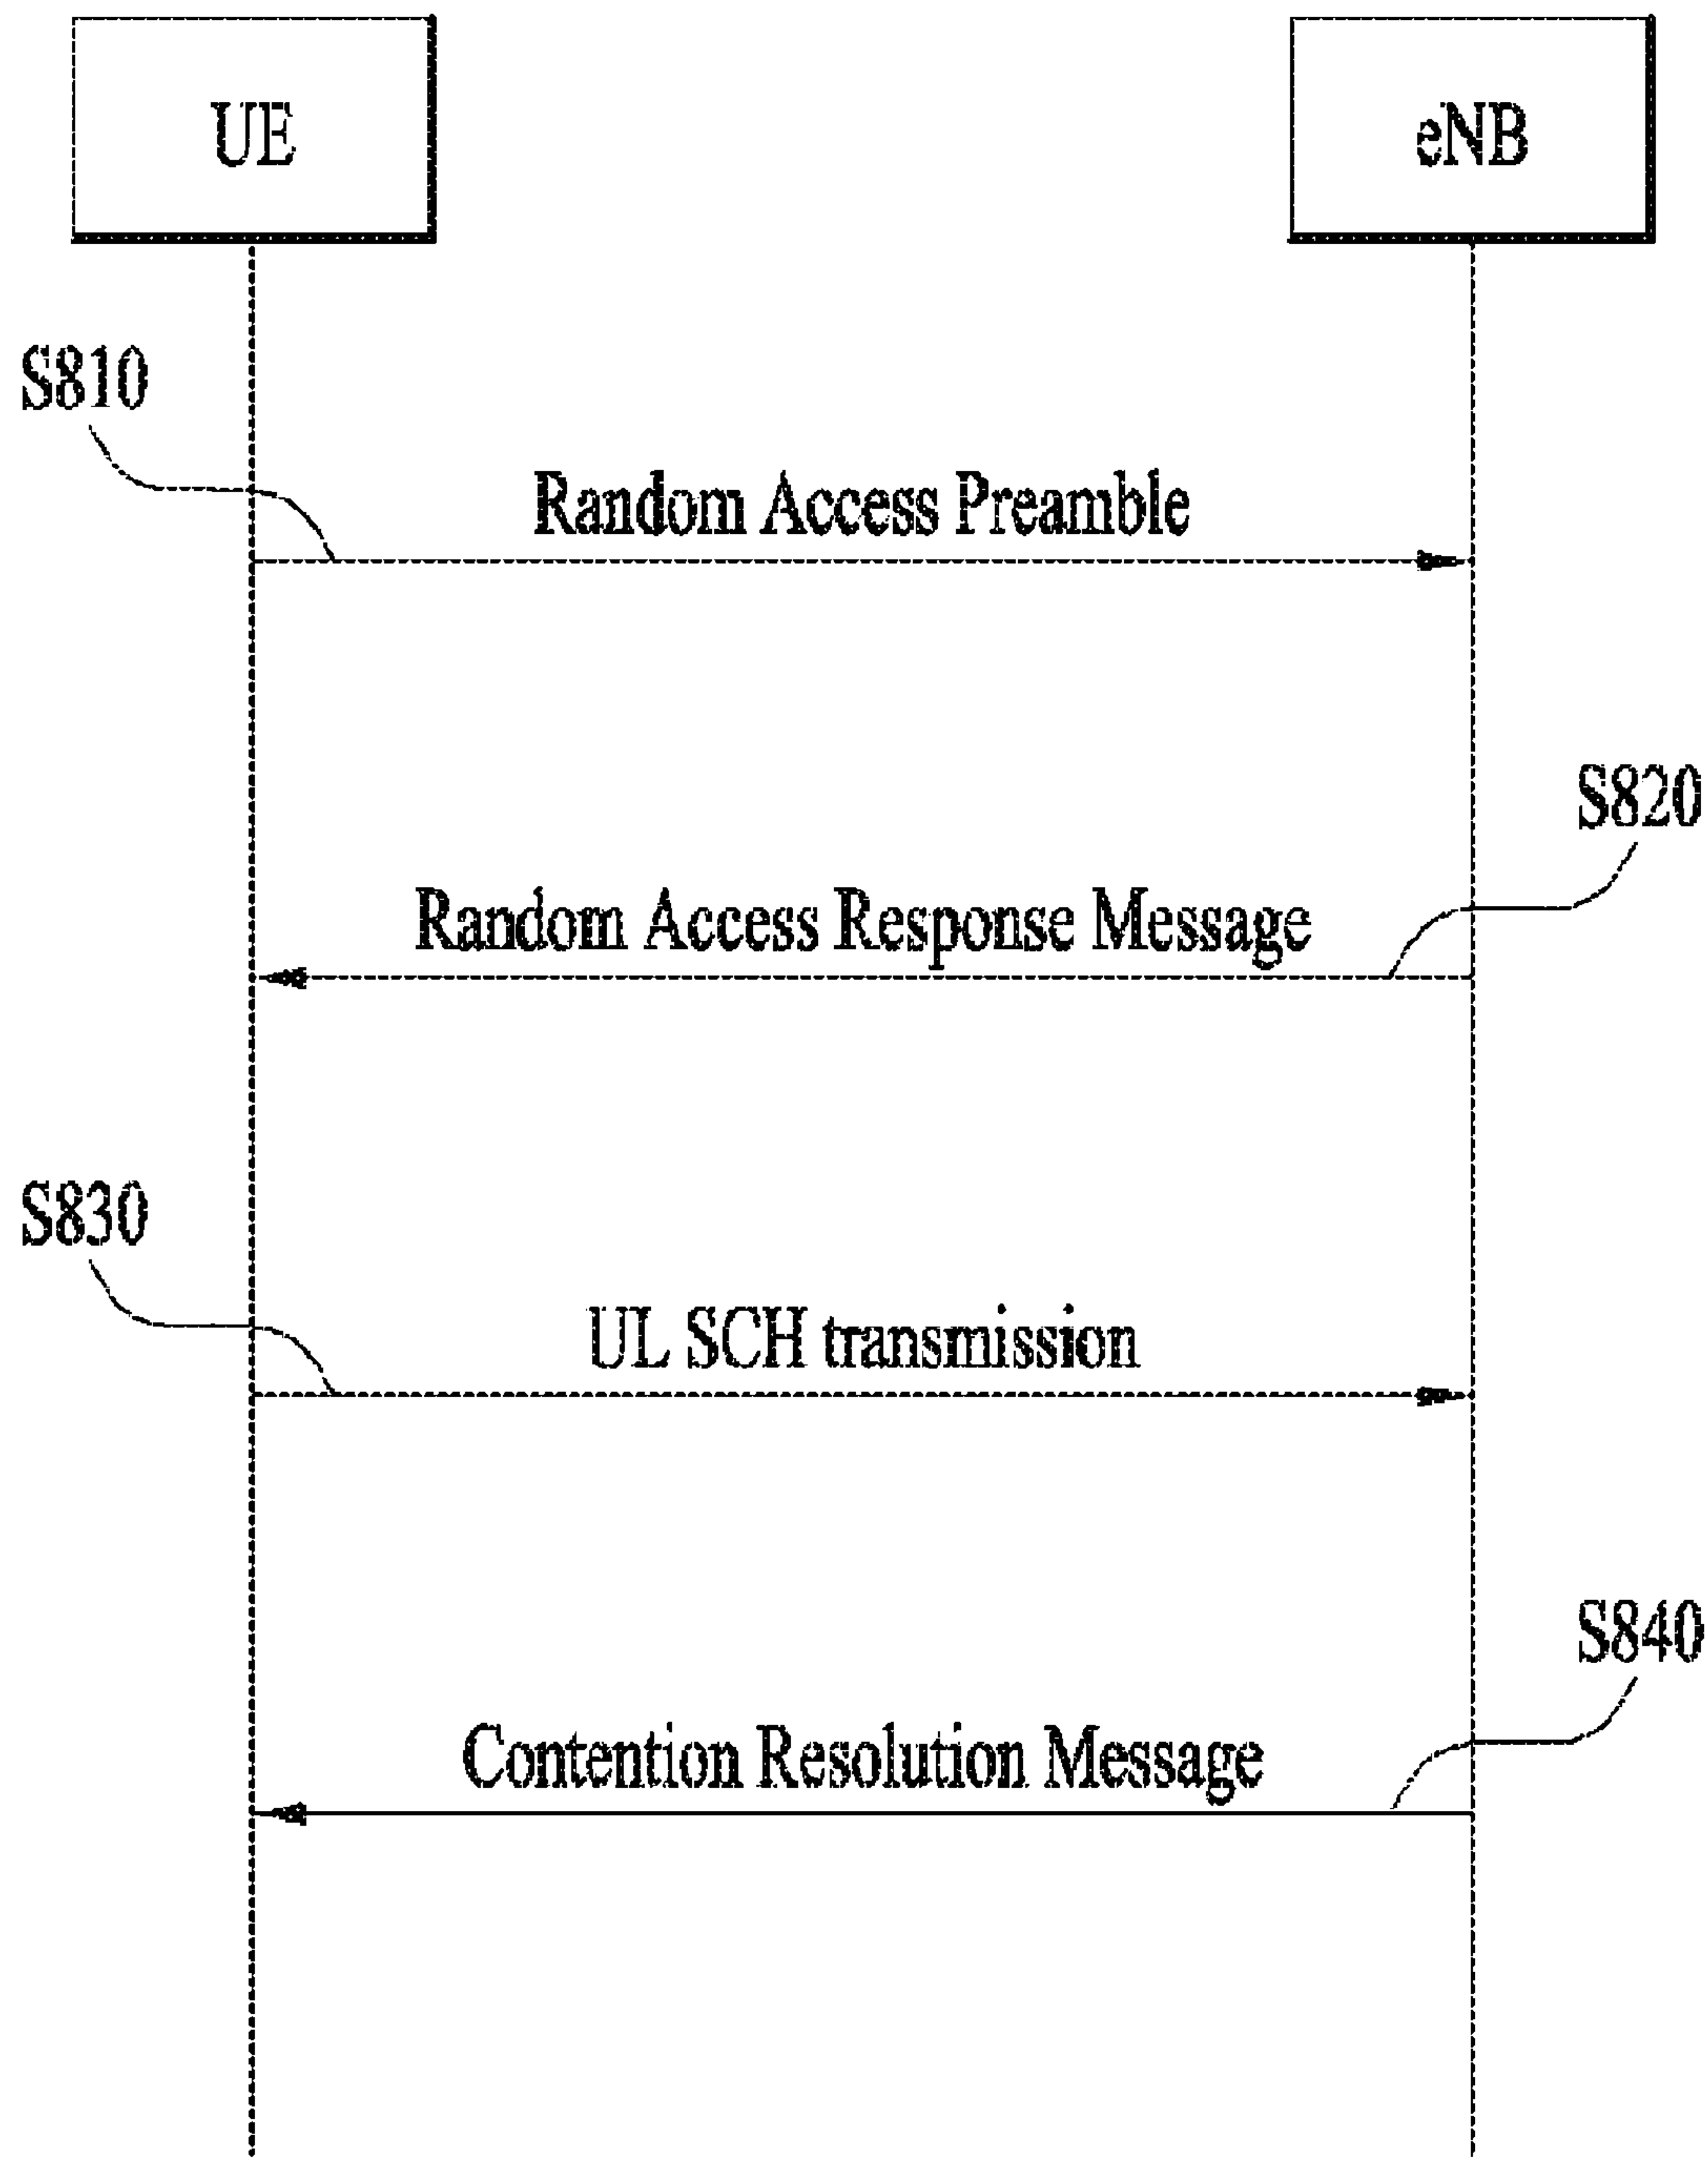 UE
eNB
S810
Random Access Preamble
S820
Random Access Response Message
S830
UL SCH transmission
S840
Contention Resolution Message